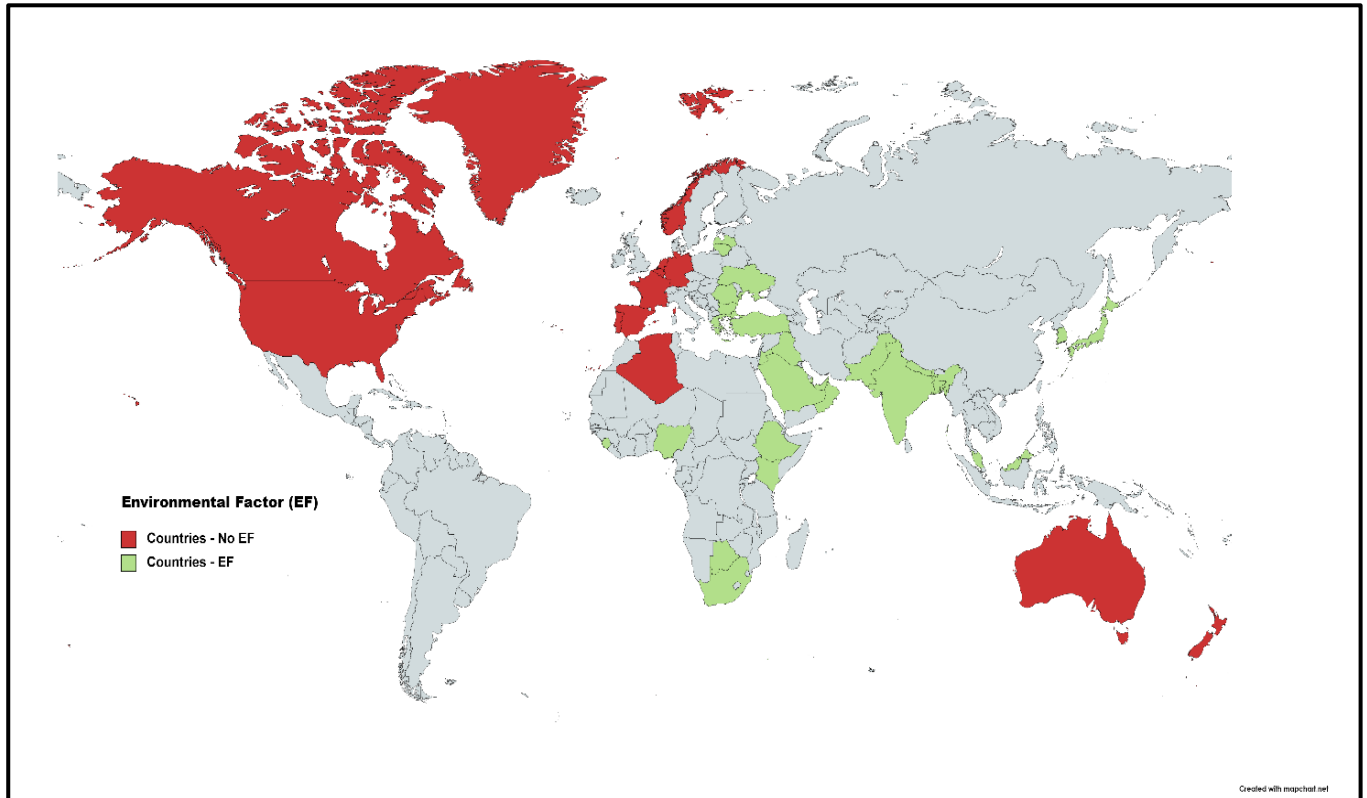 Environmental Factor (EF)
Countries - No EF
Countries - EF
Created with mapchart.net